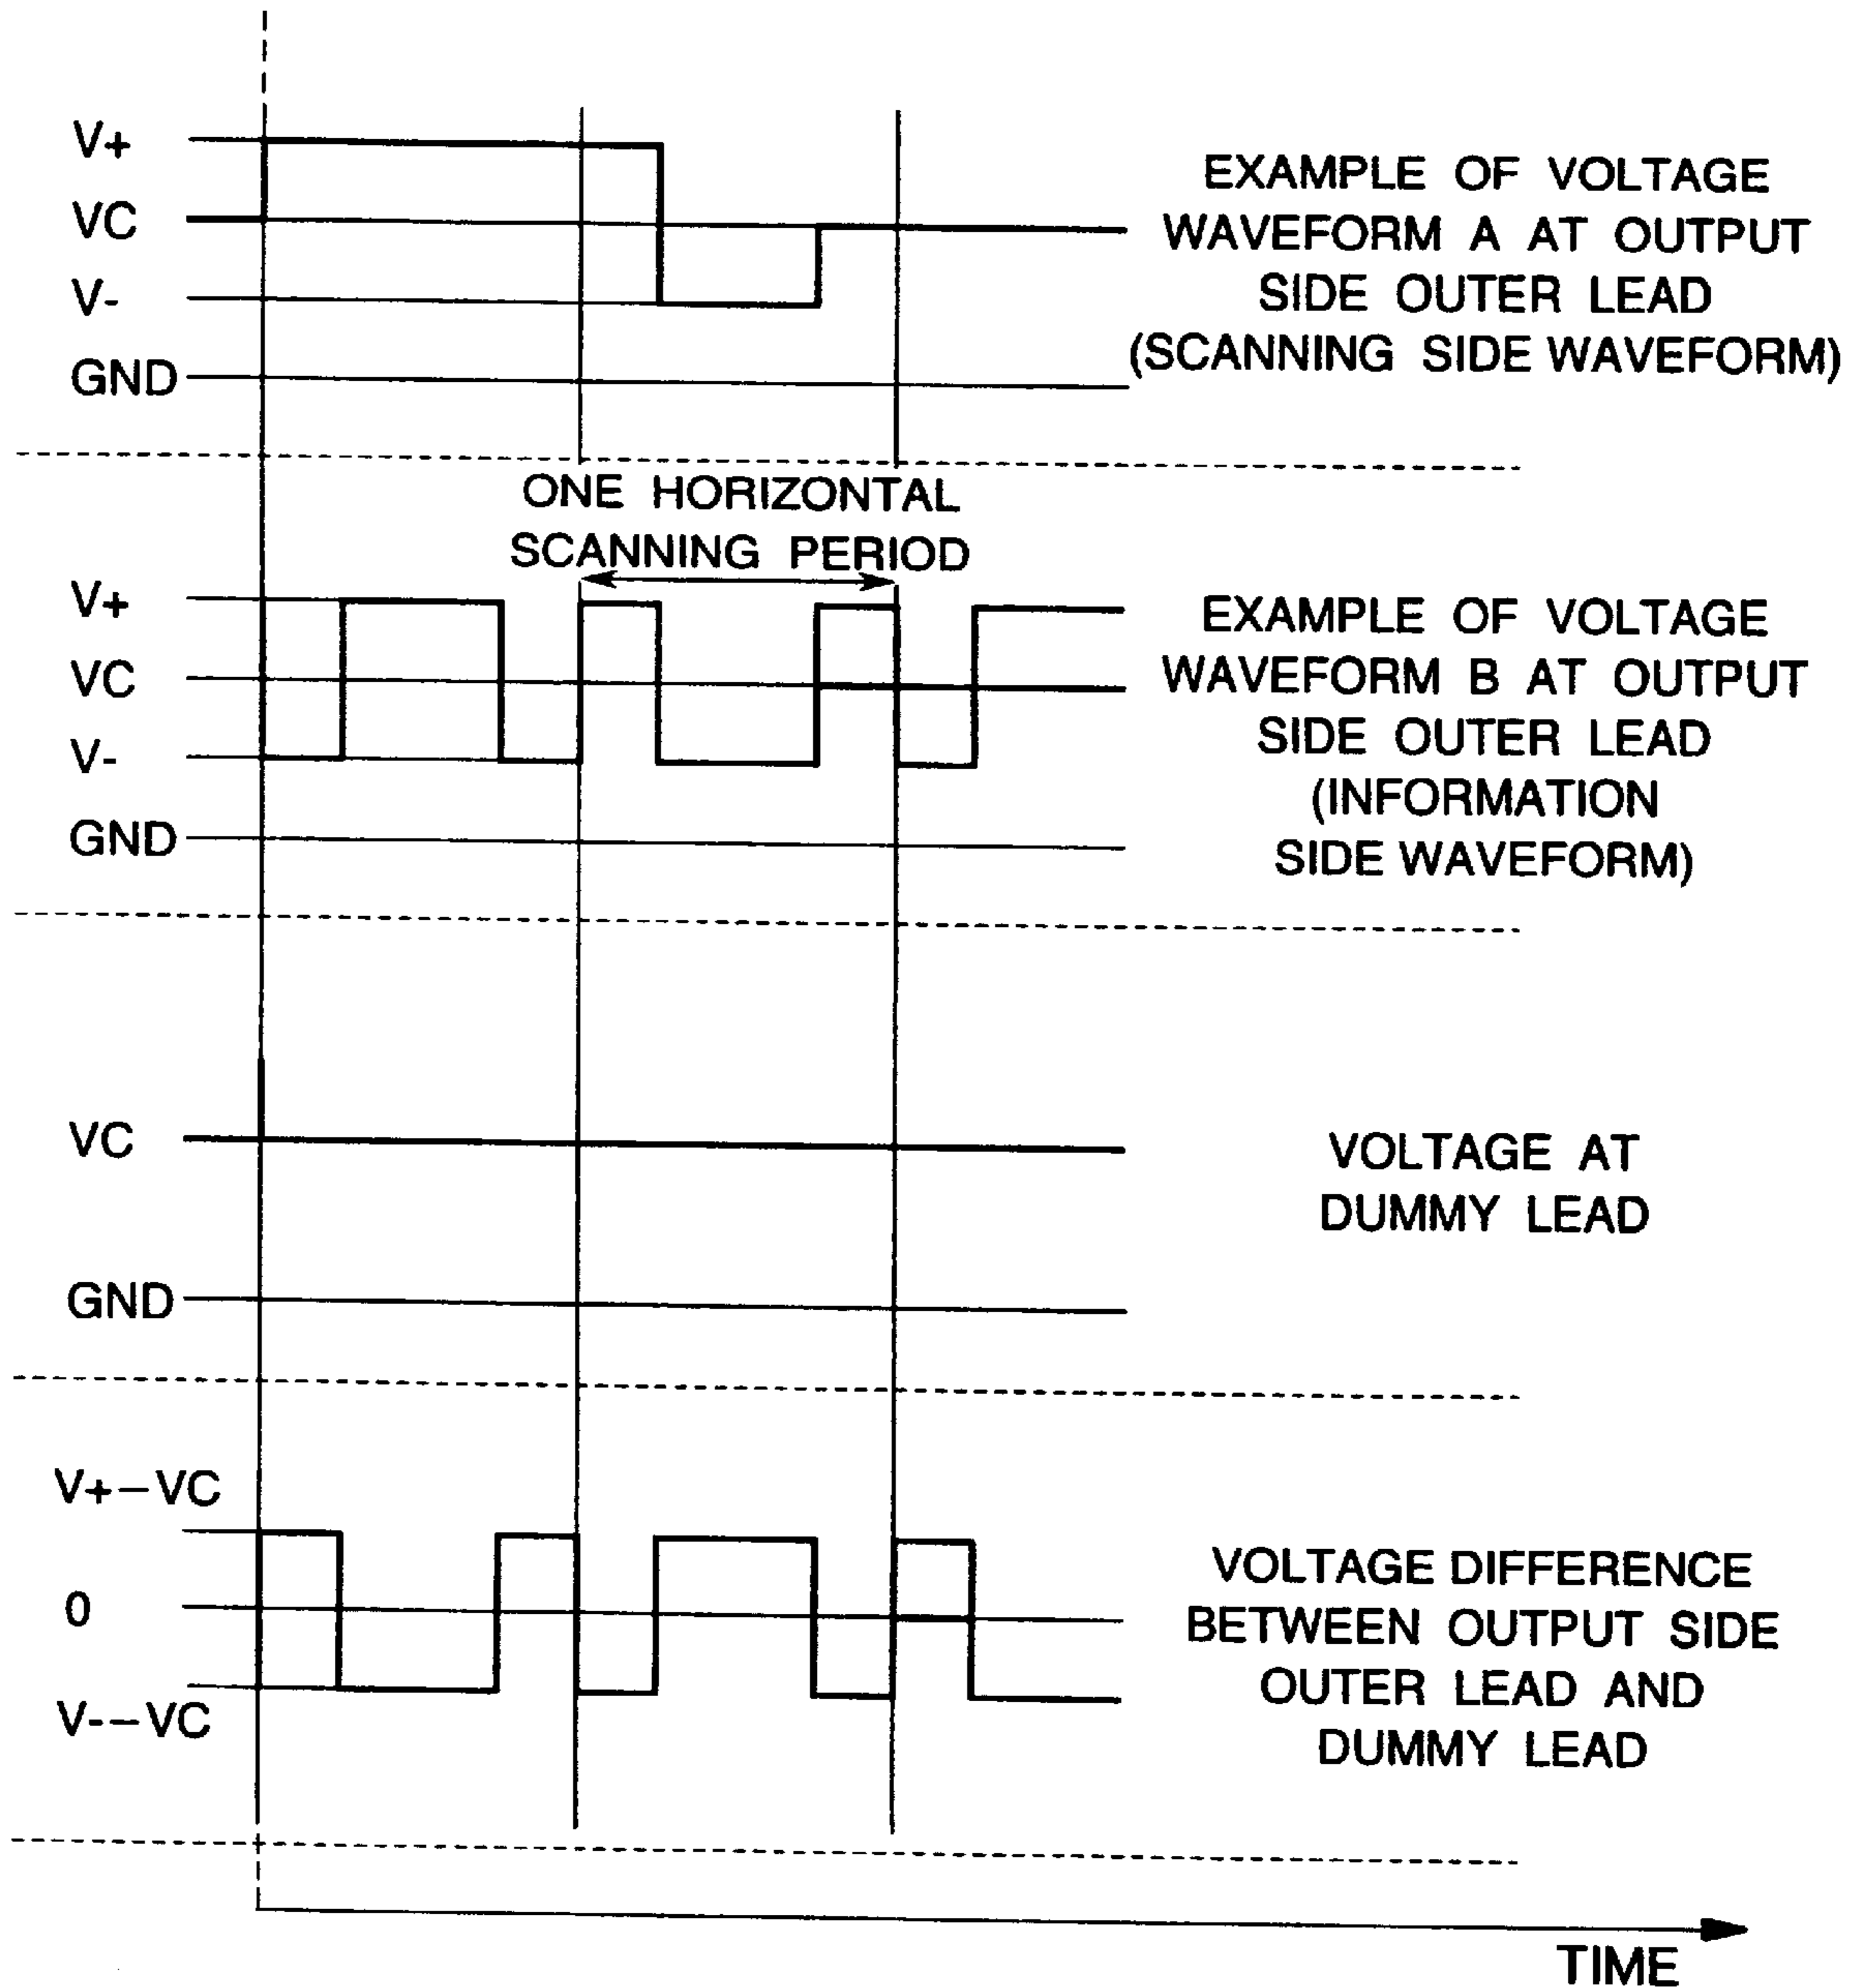 V+
VC
V-
GND
EXAMPLE OF VOLTAGE
WAVEFORM A AT OUTPUT
SIDE OUTER LEAD
(SCANNING SIDE WAVEFORM)
ONE HORIZONTAL
SCANNING PERIOD
V+
VC
V-
GND
EXAMPLE OF VOLTAGE
WAVEFORM B AT OUTPUT
SIDE OUTER LEAD
(INFORMATION
SIDE WAVEFORM)
VC
GND
VOLTAGE AT
DUMMY LEAD
V+−VC
0
V-−VC
VOLTAGE DIFFERENCE
BETWEEN OUTPUT SIDE
OUTER LEAD AND
DUMMY LEAD
TIME